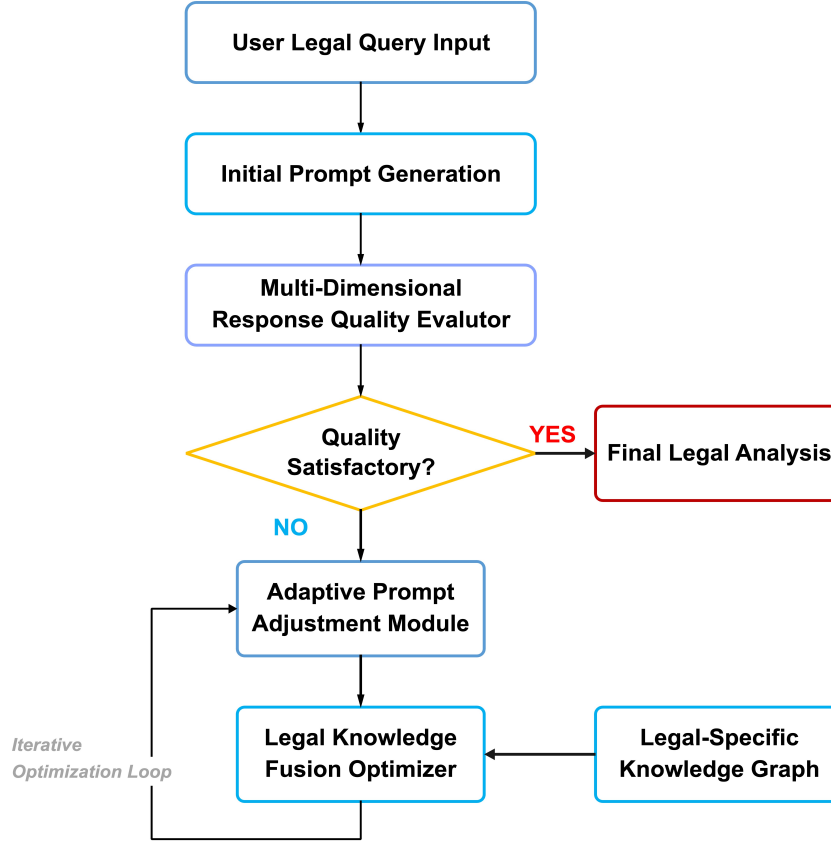 User Legal Query Input
Initial Prompt Generation
Multi-Dimensional
Response Quality Evalutor
Quality
Satisfactory?
YES
Final Legal Analysis
NO
Adaptive Prompt
Adjustment Module
Iterative
Optimization Loop
Legal Knowledge
Fusion Optimizer
Legal-Specific
Knowledge Graph